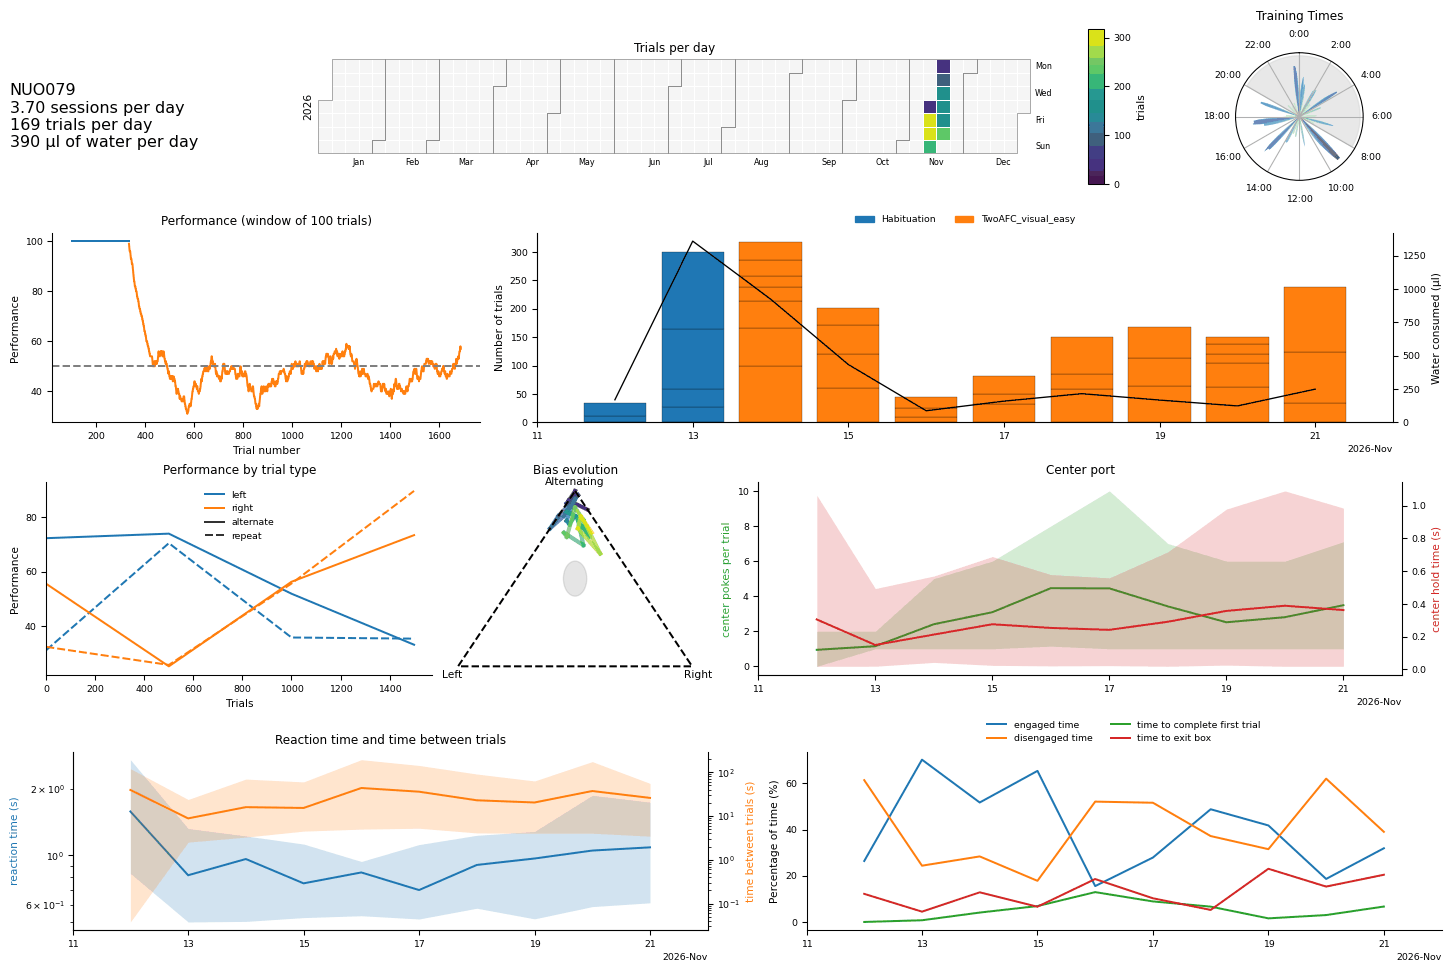 NUO079
3.70 sessions per day
169 trials per day
390 µl of water per day
Trials per day
2026
Mon
Wed
Fri
Sun
Jan Feb Mar Apr May Jun Jul Aug Sep Oct Nov Dec
300
200
100
0
trials
Training Times
0:00
2:00
4:00
6:00
8:00
10:00
12:00
14:00
16:00
18:00
20:00
22:00
Performance (window of 100 trials)
Performance
100
80
60
40
200 400 600 800 1000 1200 1400 1600
Trial number
Habituation TwoAFC_visual_easy
Number of trials
300
250
200
150
100
50
0
11 13 15 17 19 21
2026-Nov
1250
1000
750
500
250
0
Water consumed (µl)
Performance by trial type
left
right
alternate
repeat
Performance
80
60
40
0 200 400 600 800 1000 1200 1400
Trials
Bias evolution
Alternating
Left Right
Center port
center pokes per trial
10
8
6
4
2
0
11 13 15 17 19 21
2026-Nov
1.0
0.8
0.6
0.4
0.2
0.0
center hold time (s)
Reaction time and time between trials
reaction time (s)
2 × 10⁰
10⁰
6 × 10⁻¹
11 13 15 17 19 21
2026-Nov
10²
10¹
10⁰
10⁻¹
time between trials (s)
engaged time time to complete first trial
disengaged time time to exit box
Percentage of time (%)
60
40
20
0
11 13 15 17 19 21
2026-Nov